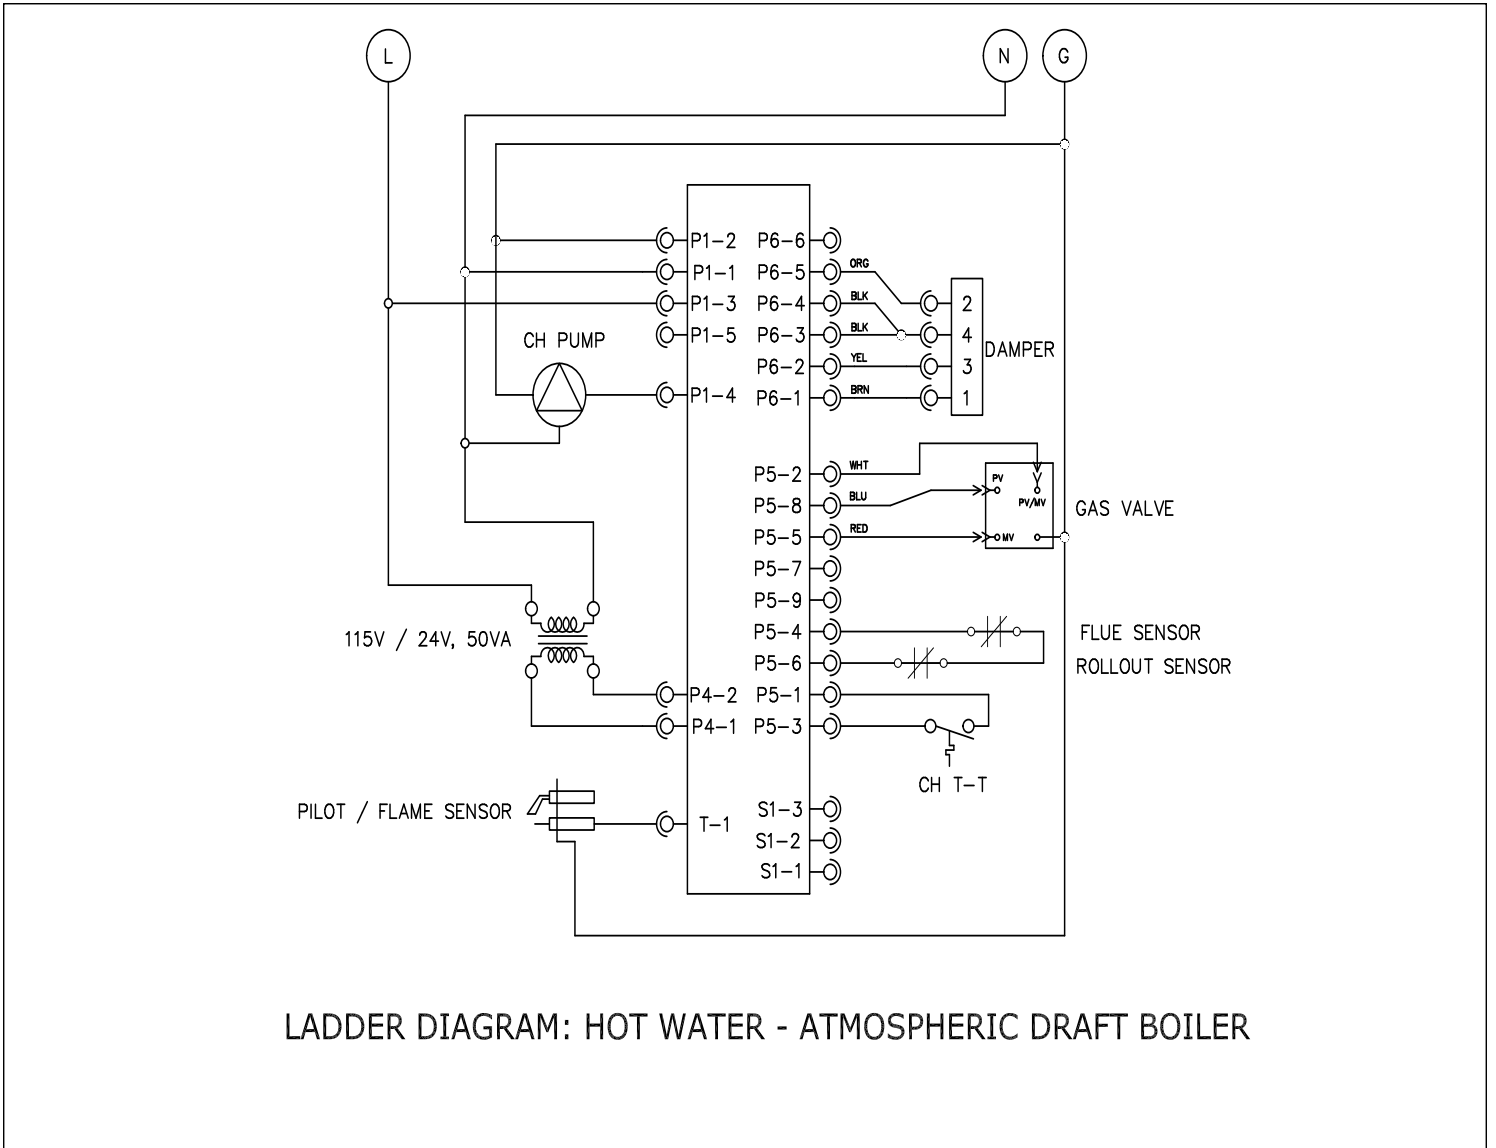 L
N G
P1-2 P6-6
P1-1 P6-5 ORG
P1-3 P6-4 BLK 2
P1-5 P6-3 BLK 4
CH PUMP
DAMPER
P6-2 YEL 3
P1-4 P6-1 BRN 1
P5-2 WHT
PV
PV/MV
P5-8 BLU
GAS VALVE
P5-5 RED MV
P5-7
P5-9
115V / 24V, 50VA
P5-4 FLUE SENSOR
P5-6 ROLLOUT SENSOR
P4-2 P5-1
P4-1 P5-3
CH T-T
PILOT / FLAME SENSOR
S1-3
T-1
S1-2
S1-1
LADDER DIAGRAM: HOT WATER - ATMOSPHERIC DRAFT BOILER